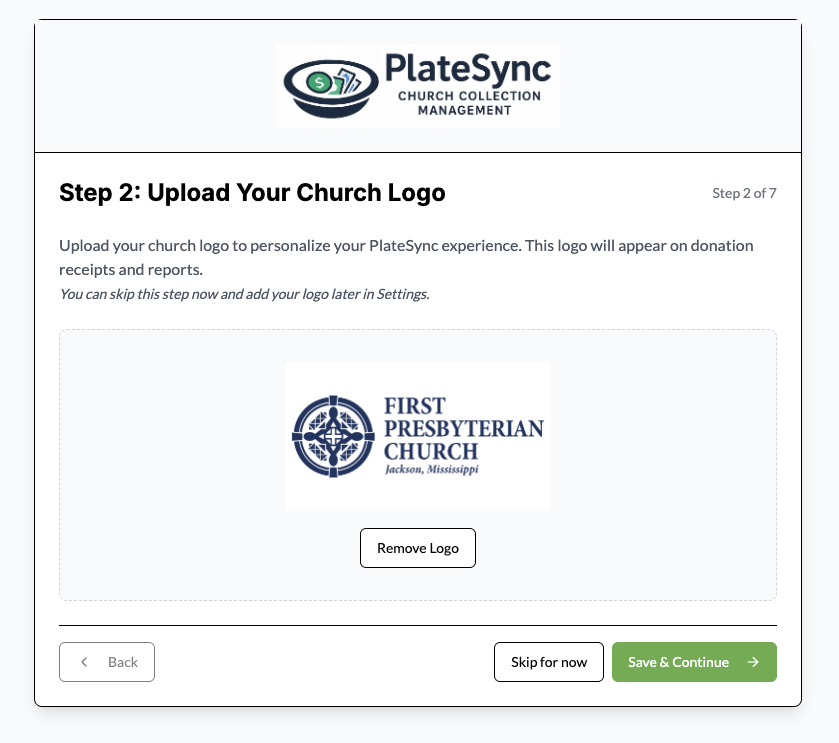 PlateSync
CHURCH COLLECTION
MANAGEMENT
Step 2: Upload Your Church Logo
Step 2 of 7
Upload your church logo to personalize your PlateSync experience. This logo will appear on donation
receipts and reports.
You can skip this step now and add your logo later in Settings.
FIRST
PRESBYTERIAN
CHURCH
Jackson, Mississippi
Remove Logo
Back
Skip for now
Save & Continue